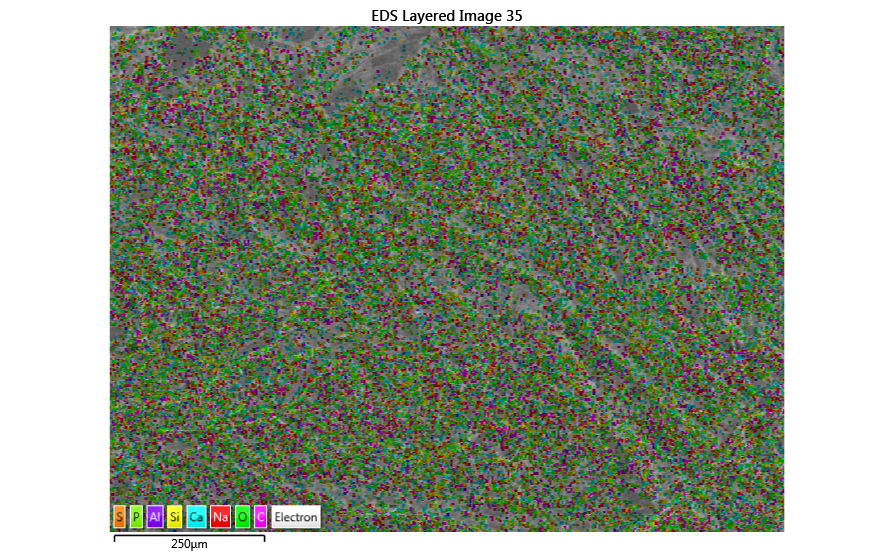 EDS Layered Image 35
S P Al Si Ca Na O C Electron
250µm